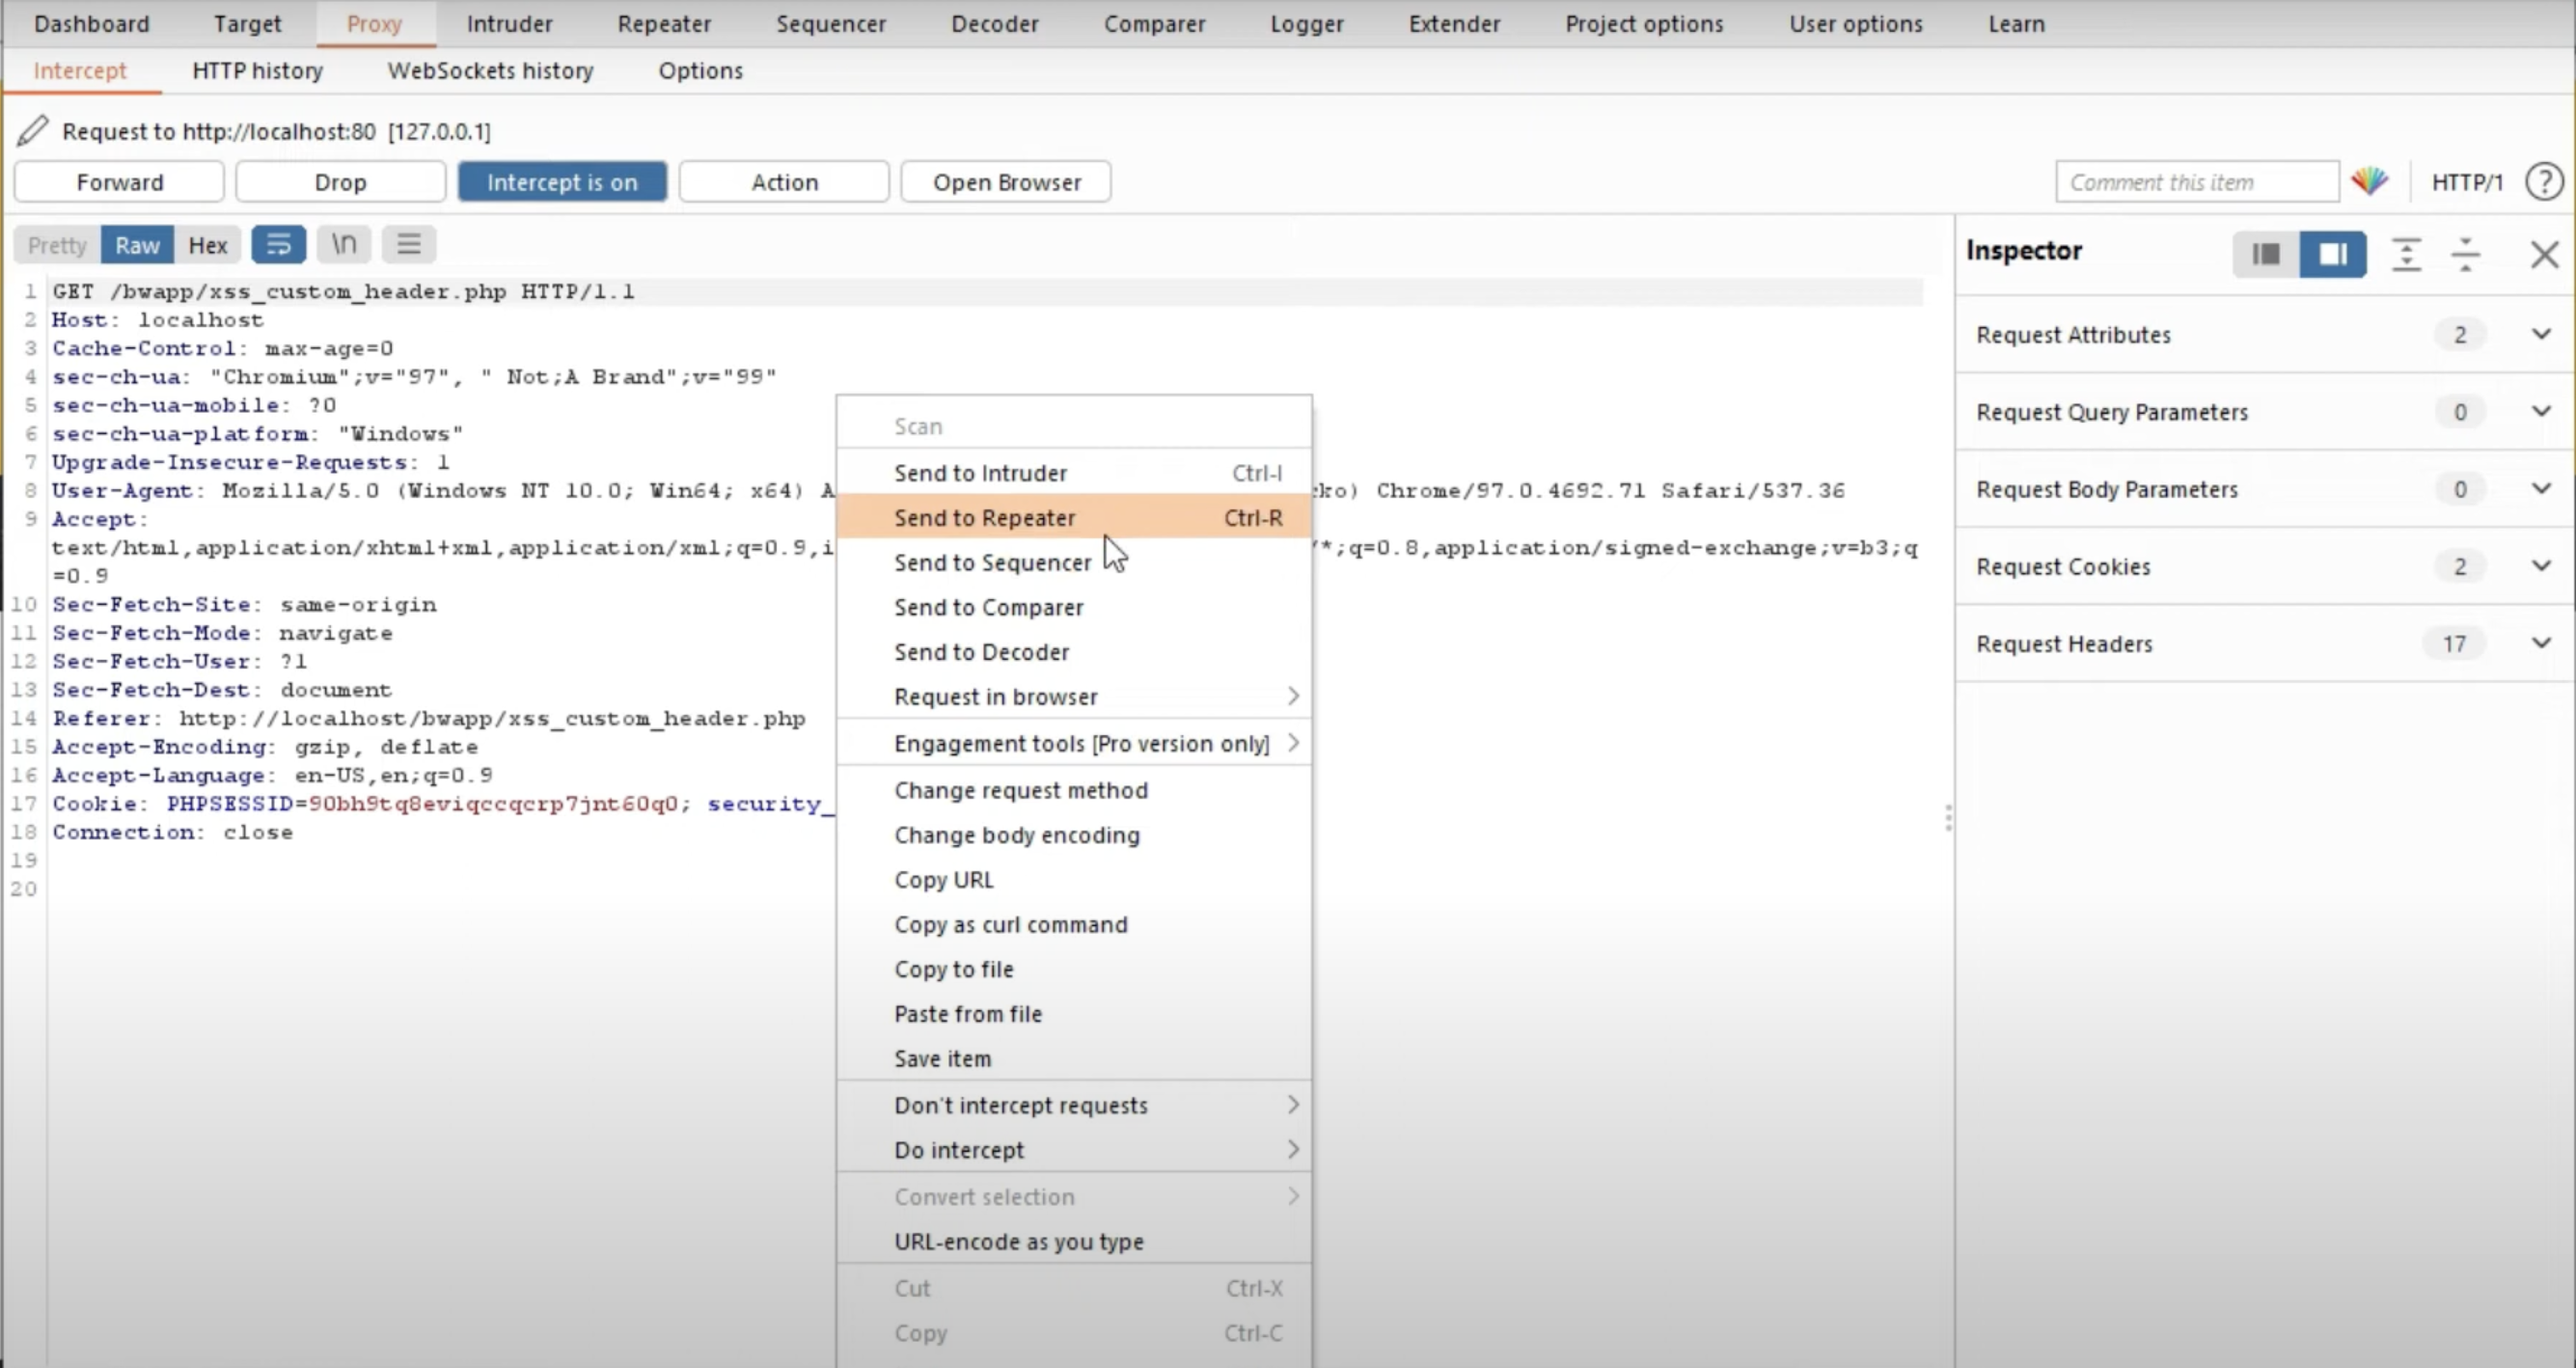 Dashboard Target Proxy Intruder Repeater Sequencer Decoder Comparer Logger Extender Project options User options Learn
Intercept HTTP history WebSockets history Options
Request to http://localhost:80 [127.0.0.1]
Forward Drop Intercept is on Action Open Browser Comment this item HTTP/1 ?
Pretty Raw Hex \n
Inspector
1 GET /bwapp/xss_custom_header.php HTTP/1.1
2 Host: localhost
3 Cache-Control: max-age=0
4 sec-ch-ua: "Chromium";v="97", " Not;A Brand";v="99"
5 sec-ch-ua-mobile: ?0
6 sec-ch-ua-platform: "Windows"
7 Upgrade-Insecure-Requests: 1
8 User-Agent: Mozilla/5.0 (Windows NT 10.0; Win64; x64) A
cko) Chrome/97.0.4692.71 Safari/537.36
9 Accept:
text/html,application/xhtml+xml,application/xml;q=0.9,i
/*;q=0.8,application/signed-exchange;v=b3;q
=0.9
10 Sec-Fetch-Site: same-origin
11 Sec-Fetch-Mode: navigate
12 Sec-Fetch-User: ?1
13 Sec-Fetch-Dest: document
14 Referer: http://localhost/bwapp/xss_custom_header.php
15 Accept-Encoding: gzip, deflate
16 Accept-Language: en-US,en;q=0.9
17 Cookie: PHPSESSID=90bh9tq8eviqccqcrp7jnt60q0; security_
18 Connection: close
19
20
Scan
Send to Intruder Ctrl-I
Send to Repeater Ctrl-R
Send to Sequencer
Send to Comparer
Send to Decoder
Request in browser
Engagement tools [Pro version only]
Change request method
Change body encoding
Copy URL
Copy as curl command
Copy to file
Paste from file
Save item
Don't intercept requests
Do intercept
Convert selection
URL-encode as you type
Cut Ctrl-X
Copy Ctrl-C
Request Attributes 2
Request Query Parameters 0
Request Body Parameters 0
Request Cookies 2
Request Headers 17